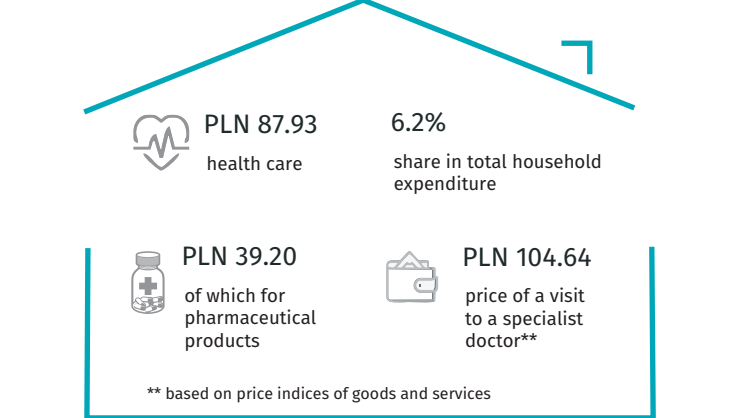 PLN 87.93
health care
6.2%
share in total household
expenditure
PLN 39.20
of which for
pharmaceutical
products
PLN 104.64
price of a visit
to a specialist
doctor**
** based on price indices of goods and services